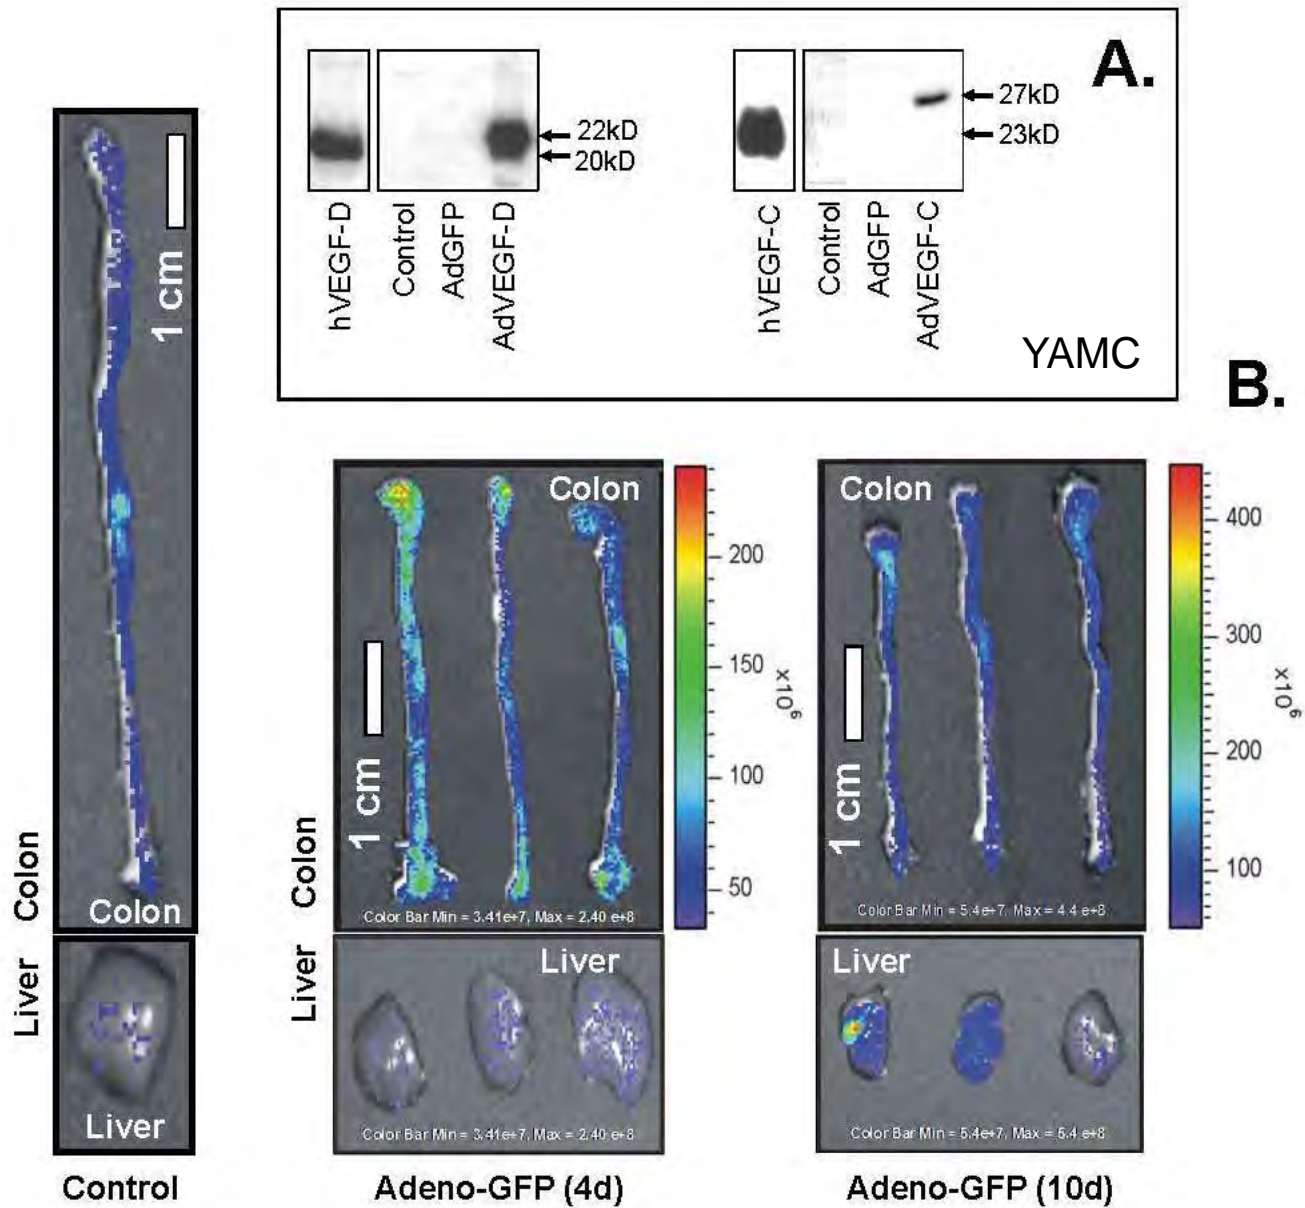 A.
22kD
20kD
27kD
23kD
hVEGF-D
Control
AdGFP
AdVEGF-D
hVEGF-C
Control
AdGFP
AdVEGF-C
YAMC
B.
1 cm
Colon
Colon
Liver
Liver
Control
Colon
1 cm
Colon
Color Bar Min = 3.41e+7, Max = 2.40 e+8
200
150
100
50
x10⁶
Liver
Liver
Color Bar Min = 3.41e+7, Max = 2.40 e+8
Adeno-GFP (4d)
Colon
1 cm
Color Bar Min = 5.4e+7, Max = 4.4 e+8
400
300
200
100
x10⁶
Liver
Color Bar Min = 5.4e+7, Max = 5.4 e+8
Adeno-GFP (10d)